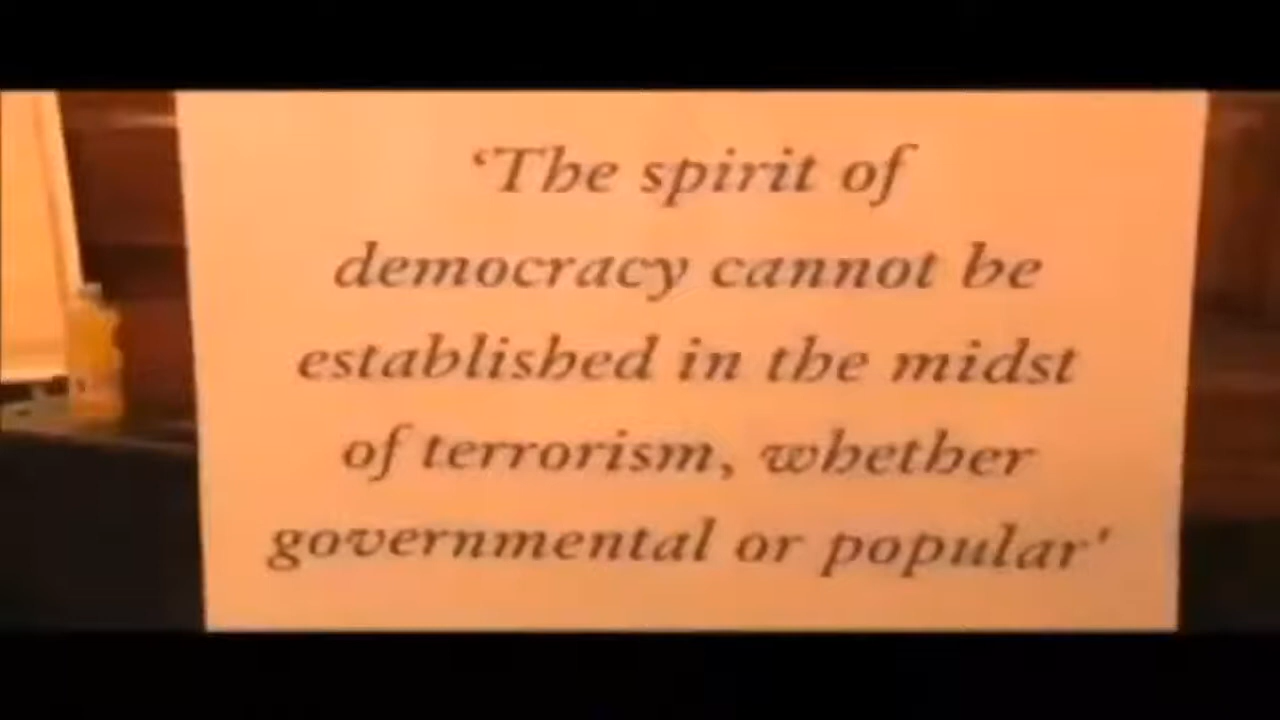 ‘The spirit of
democracy cannot be
established in the midst
of terrorism, whether
governmental or popular'